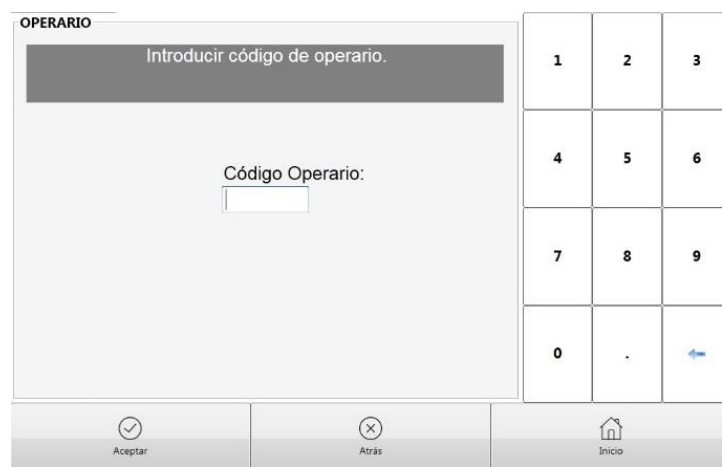 OPERARIO
Introducir código de operario.
Código Operario:
1 2 3
4 5 6
7 8 9
0 .
Aceptar Atrás Inicio